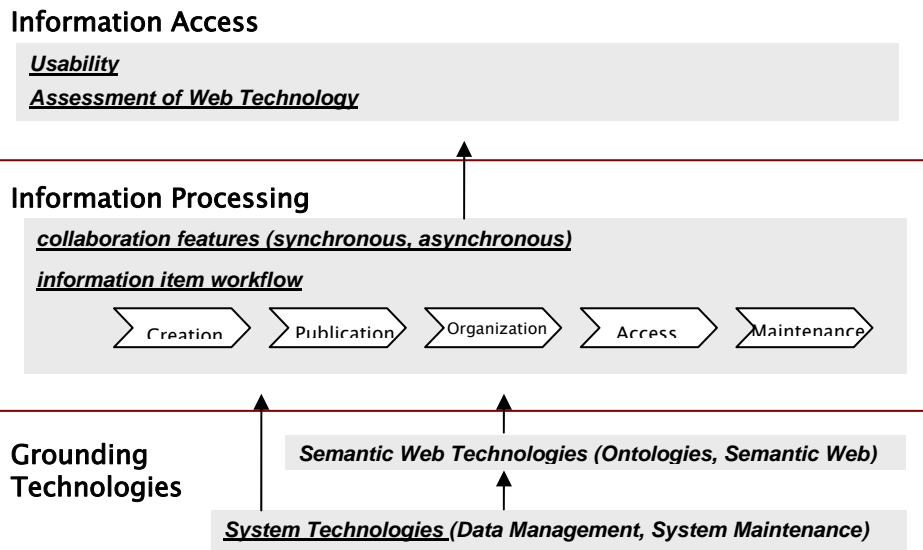 Information Access
Usability
Assessment of Web Technology
Information Processing
collaboration features (synchronous, asynchronous)
information item workflow
Creation Publication Organization Access Maintenance
Grounding
Technologies
Semantic Web Technologies (Ontologies, Semantic Web)
System Technologies (Data Management, System Maintenance)